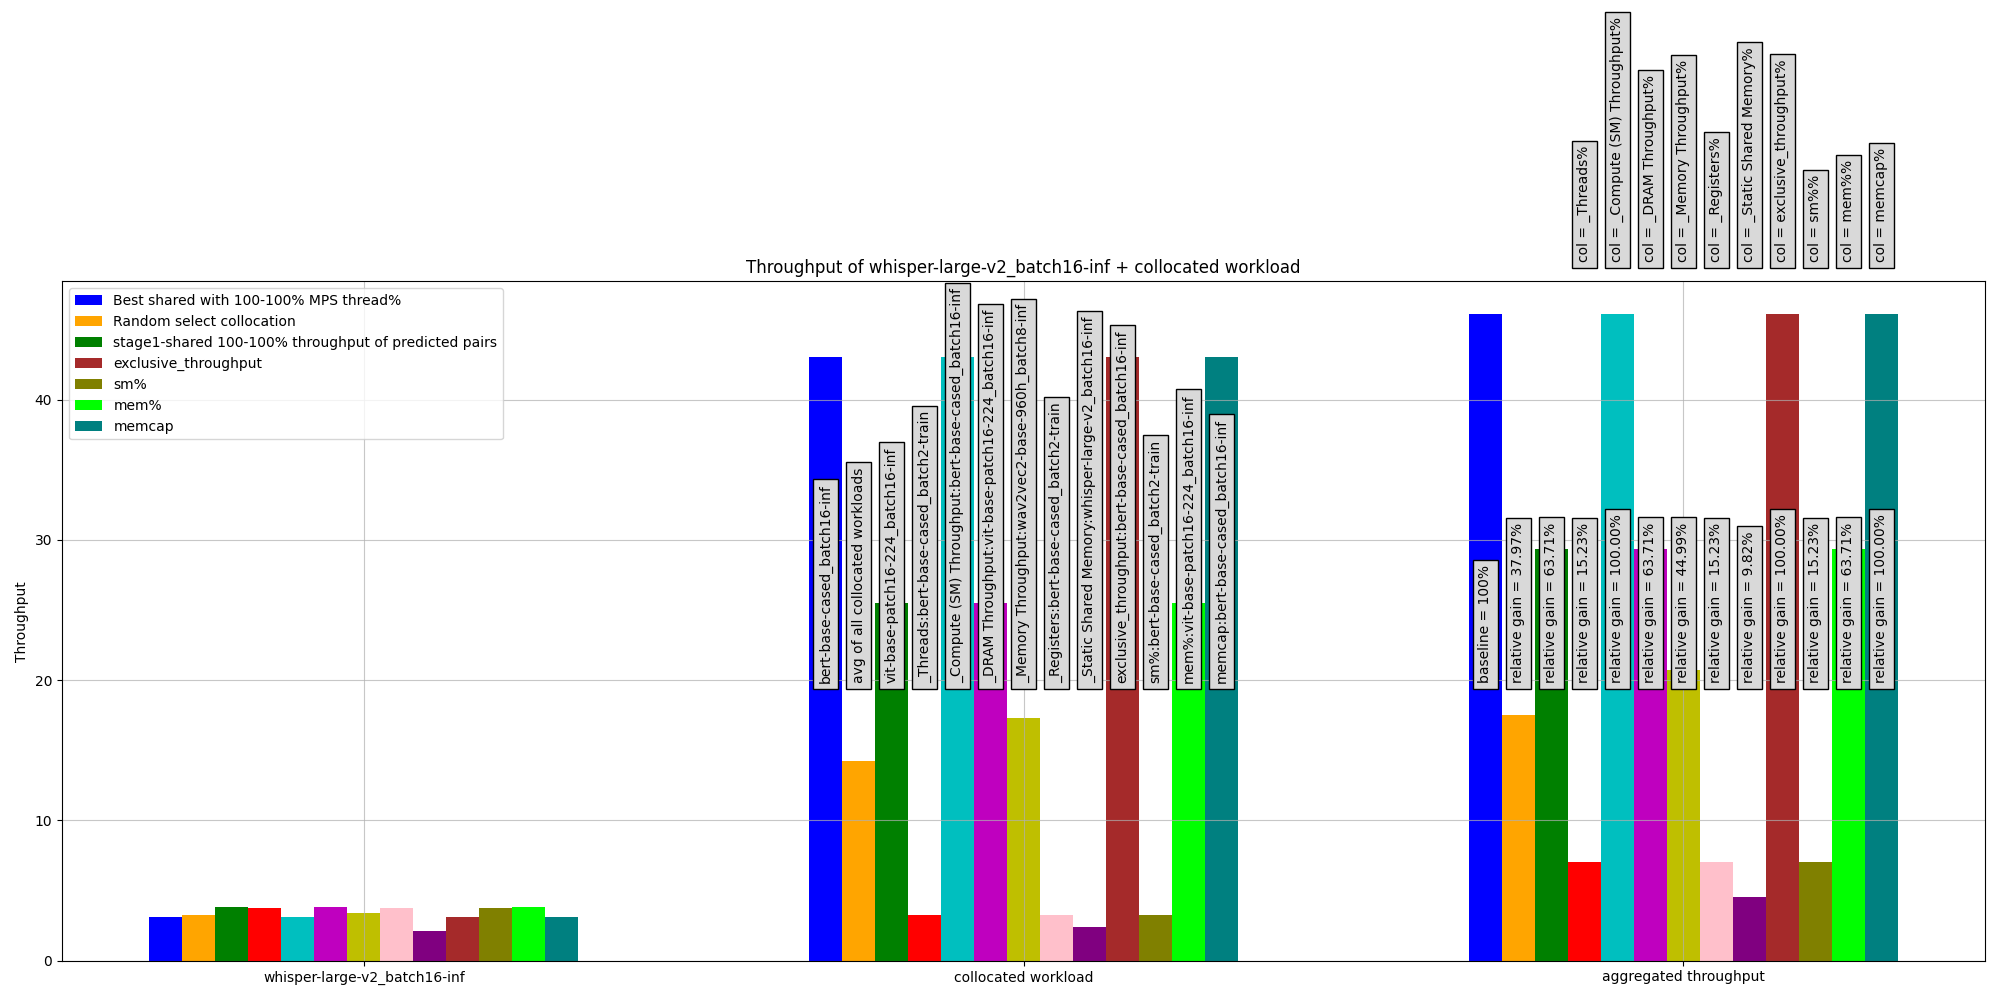 col = _Threads%
col = _Compute (SM) Throughput%
col = _DRAM Throughput%
col = _Memory Throughput%
col = _Registers%
col = _Static Shared Memory%
col = exclusive_throughput%
col = sm%%
col = mem%%
col = memcap%
Throughput of whisper-large-v2_batch16-inf + collocated workload
Best shared with 100-100% MPS thread%
Random select collocation
stage1-shared 100-100% throughput of predicted pairs
exclusive_throughput
sm%
mem%
memcap
Throughput
40
30
20
10
0
bert-base-cased_batch16-inf
avg of all collocated workloads
vit-base-patch16-224_batch16-inf
_Threads:bert-base-cased_batch2-train
_Compute (SM) Throughput:bert-base-cased_batch16-inf
_DRAM Throughput:vit-base-patch16-224_batch16-inf
_Memory Throughput:wav2vec2-base-960h_batch8-inf
_Registers:bert-base-cased_batch2-train
_Static Shared Memory:whisper-large-v2_batch16-inf
exclusive_throughput:bert-base-cased_batch16-inf
sm%:bert-base-cased_batch2-train
mem%:vit-base-patch16-224_batch16-inf
memcap:bert-base-cased_batch16-inf
baseline = 100%
relative gain = 37.97%
relative gain = 63.71%
relative gain = 15.23%
relative gain = 100.00%
relative gain = 63.71%
relative gain = 44.99%
relative gain = 15.23%
relative gain = 9.82%
relative gain = 100.00%
relative gain = 15.23%
relative gain = 63.71%
relative gain = 100.00%
whisper-large-v2_batch16-inf
collocated workload
aggregated throughput